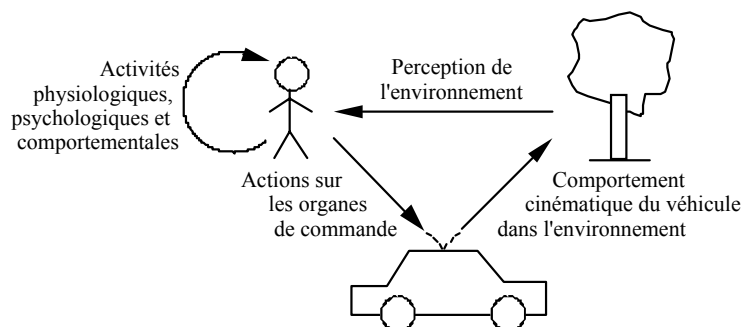 Activités
physiologiques,
psychologiques et
comportementales
Perception de
l'environnement
Actions sur
les organes
de commande
Comportement
cinématique du véhicule
dans l'environnement